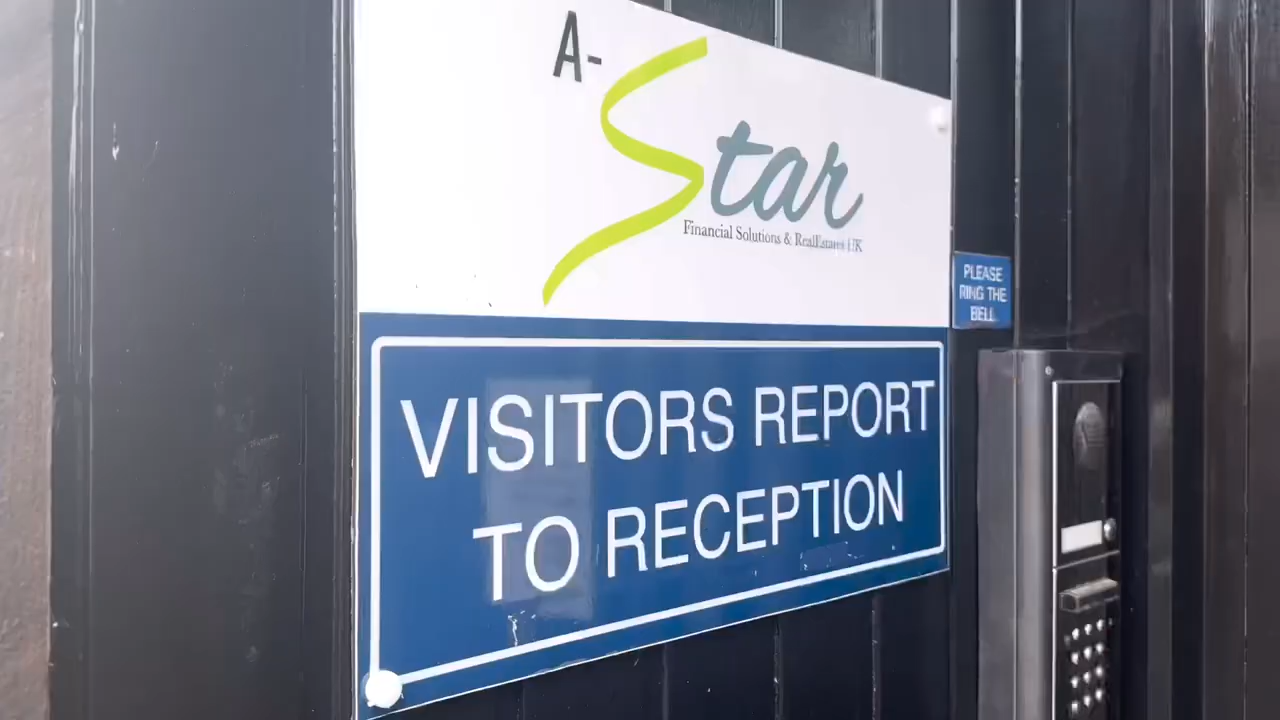 A-Star
Financial Solutions & RealEstates UK
PLEASE
RING THE
BELL
VISITORS REPORT
TO RECEPTION